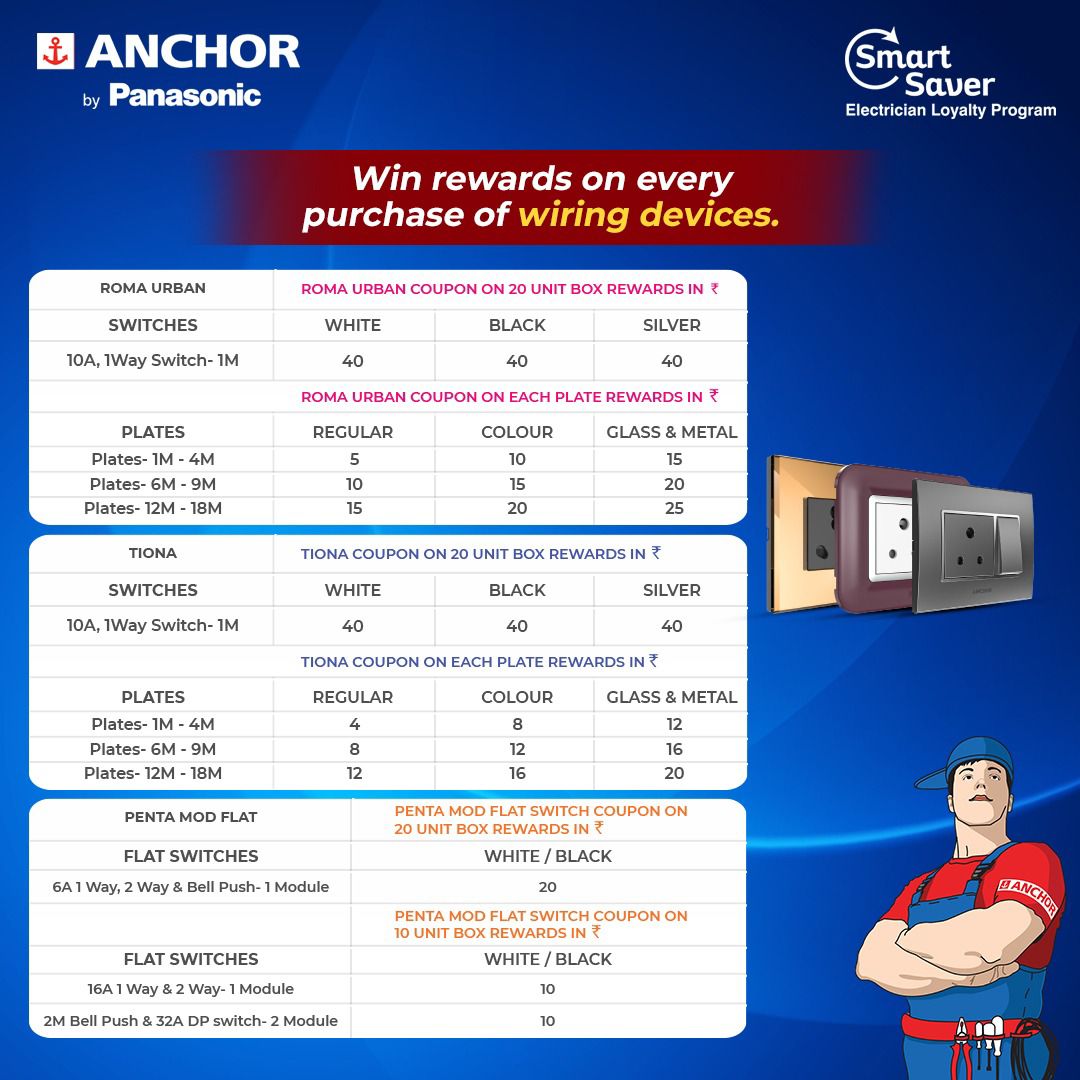 ANCHOR
by Panasonic
Smart
Saver
Electrician Loyalty Program
Win rewards on every
purchase of wiring devices.
ROMA URBAN ROMA URBAN COUPON ON 20 UNIT BOX REWARDS IN ₹
SWITCHES WHITE BLACK SILVER
10A, 1Way Switch- 1M 40 40 40
ROMA URBAN COUPON ON EACH PLATE REWARDS IN ₹
PLATES REGULAR COLOUR GLASS & METAL
Plates- 1M - 4M 5 10 15
Plates- 6M - 9M 10 15 20
Plates- 12M - 18M 15 20 25
TIONA TIONA COUPON ON 20 UNIT BOX REWARDS IN ₹
SWITCHES WHITE BLACK SILVER
10A, 1Way Switch- 1M 40 40 40
TIONA COUPON ON EACH PLATE REWARDS IN ₹
PLATES REGULAR COLOUR GLASS & METAL
Plates- 1M - 4M 4 8 12
Plates- 6M - 9M 8 12 16
Plates- 12M - 18M 12 16 20
PENTA MOD FLAT PENTA MOD FLAT SWITCH COUPON ON
20 UNIT BOX REWARDS IN ₹
FLAT SWITCHES WHITE / BLACK
6A 1 Way, 2 Way & Bell Push- 1 Module 20
PENTA MOD FLAT SWITCH COUPON ON
10 UNIT BOX REWARDS IN ₹
FLAT SWITCHES WHITE / BLACK
16A 1 Way & 2 Way- 1 Module 10
2M Bell Push & 32A DP switch- 2 Module 10
ANCHOR
ANCHOR